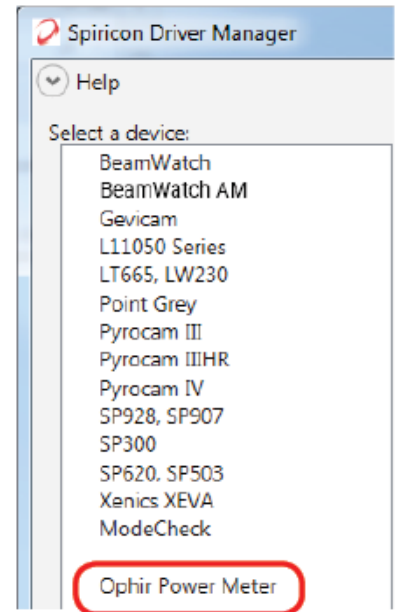 Spiricon Driver Manager
Help
Select a device:
BeamWatch
BeamWatch AM
Gevicam
L11050 Series
LT665, LW230
Point Grey
Pyrocam III
Pyrocam IIIHR
Pyrocam IV
SP928, SP907
SP300
SP620, SP503
Xenics XEVA
ModeCheck
Ophir Power Meter